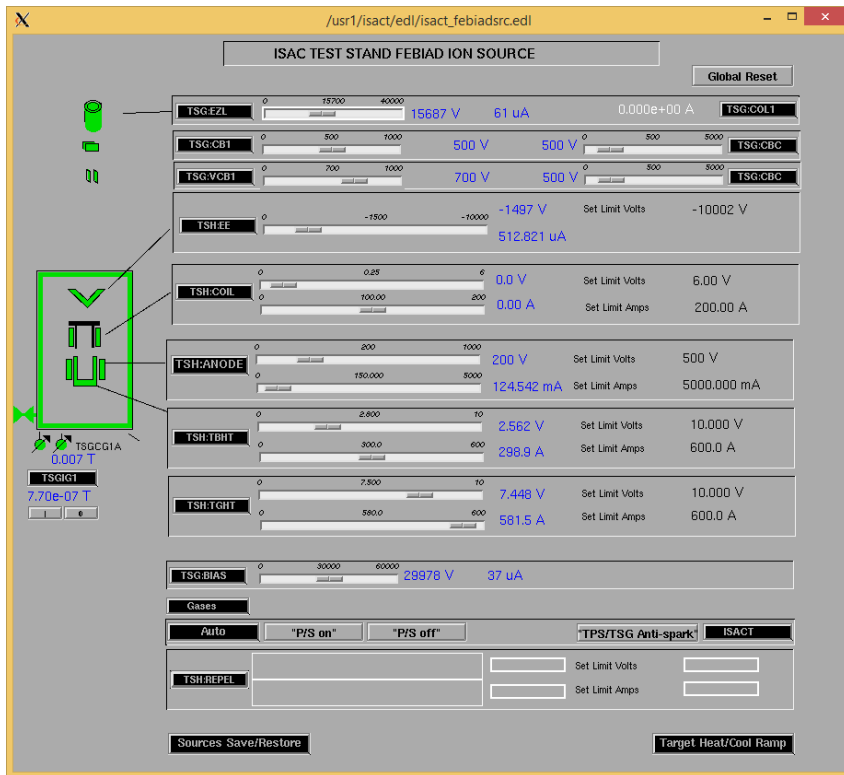 X /usr1/isact/edl/isact_febiadsrc.edl – x
ISAC TEST STAND FEBIAD ION SOURCE
Global Reset
TSG:EZL 0 15700 40000 15687 V 61 uA 0.000e+00 A TSG:COL1
TSG:CB1 0 500 1000 500 V 500 V 0 500 5000 TSG:CBC
TSG:VCB1 0 700 1000 700 V 500 V 0 500 5000 TSG:CBC
TSH:EE 0 -1500 -10000 -1497 V Set Limit Volts -10002 V
512.821 uA
TSH:COIL 0 0.25 6 0.0 V Set Limit Volts 6.00 V
0 100.00 200 0.00 A Set Limit Amps 200.00 A
TSH:ANODE 0 200 1000 200 V Set Limit Volts 500 V
0 150.000 5000 124.542 mA Set Limit Amps 5000.000 mA
TSH:TBHT 0 2.800 10 2.562 V Set Limit Volts 10.000 V
0 300.0 600 298.9 A Set Limit Amps 600.0 A
TSGCG1A
0.007 T
TSGIG1
7.70e-07 T
I 0
TSH:TGHT 0 7.500 10 7.448 V Set Limit Volts 10.000 V
0 580.0 600 581.5 A Set Limit Amps 600.0 A
TSG:BIAS 0 30000 60000 29978 V 37 uA
Gases
Auto "P/S on" "P/S off" "TPS/TSG Anti-spark" ISACT
TSH:REPEL Set Limit Volts
Set Limit Amps
Sources Save/Restore Target Heat/Cool Ramp